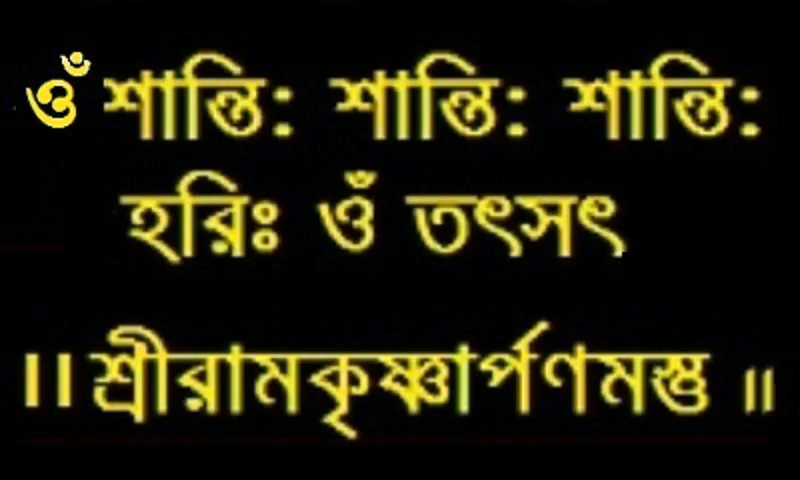 ওঁ শান্তি: শান্তি: শান্তি:
হরিঃ ওঁ তৎসৎ
।। শ্রীরামকৃষ্ণার্পণমস্তু ॥